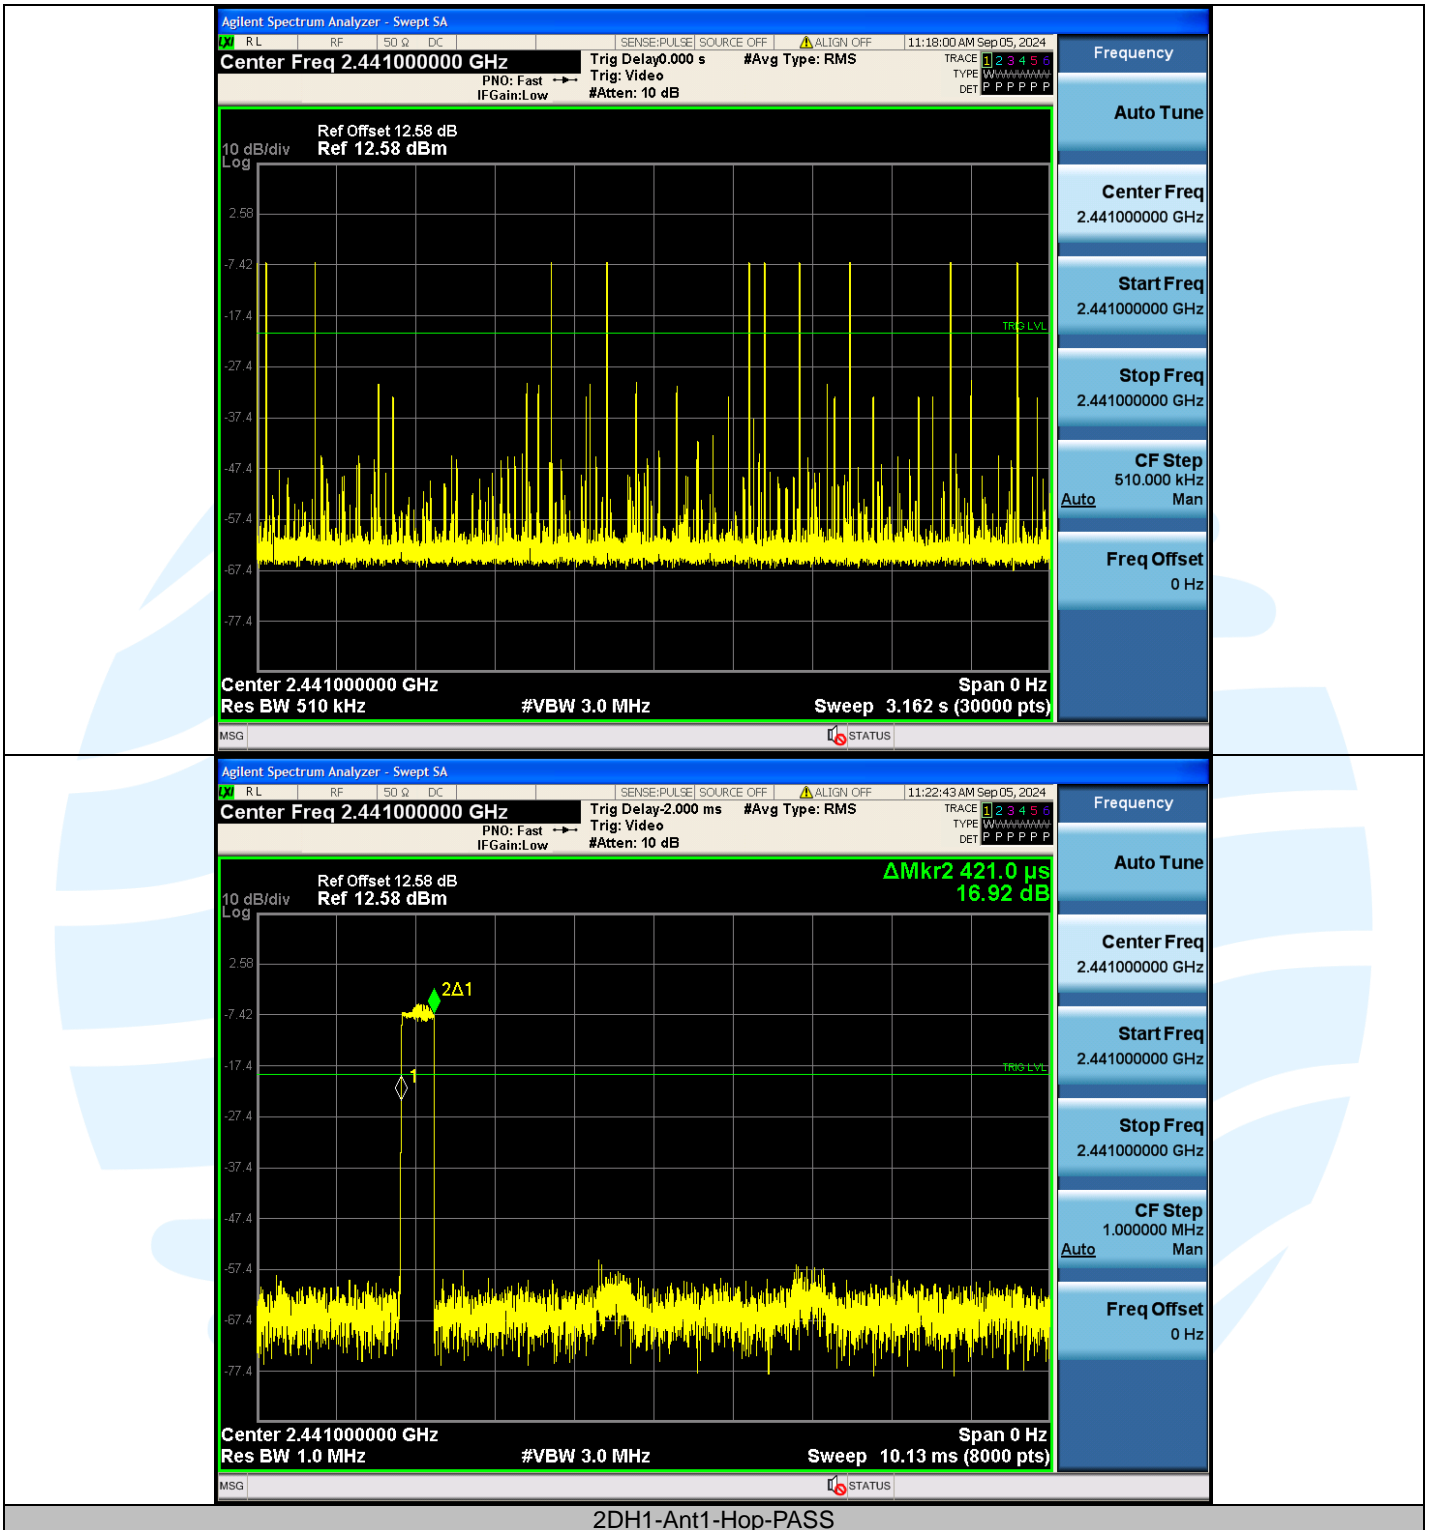 Agilent Spectrum Analyzer - Swept SA
LXI RL RF 50 Ω DC SENSE:PULSE SOURCE OFF ALIGN OFF 11:18:00 AM Sep 05, 2024
Center Freq 2.441000000 GHz
PNO: Fast
IFGain:Low
Trig Delay0.000 s
Trig: Video
#Atten: 10 dB
#Avg Type: RMS
TRACE 1 2 3 4 5 6
TYPE WWWWWW
DET P P P P P P
Frequency
Auto Tune
Center Freq
2.441000000 GHz
Start Freq
2.441000000 GHz
Stop Freq
2.441000000 GHz
CF Step
510.000 kHz
Auto Man
Freq Offset
0 Hz
Ref Offset 12.58 dB
10 dB/div Ref 12.58 dBm
Log
2.58
-7.42
-17.4
TRIG LVL
-27.4
-37.4
-47.4
-57.4
-67.4
-77.4
Center 2.441000000 GHz Span 0 Hz
Res BW 510 kHz #VBW 3.0 MHz Sweep 3.162 s (30000 pts)
MSG STATUS
Agilent Spectrum Analyzer - Swept SA
LXI RL RF 50 Ω DC SENSE:PULSE SOURCE OFF ALIGN OFF 11:22:43 AM Sep 05, 2024
Center Freq 2.441000000 GHz
PNO: Fast
IFGain:Low
Trig Delay-2.000 ms
Trig: Video
#Atten: 10 dB
#Avg Type: RMS
TRACE 1 2 3 4 5 6
TYPE WWWWWW
DET P P P P P P
Frequency
Auto Tune
Center Freq
2.441000000 GHz
Start Freq
2.441000000 GHz
Stop Freq
2.441000000 GHz
CF Step
1.000000 MHz
Auto Man
Freq Offset
0 Hz
ΔMkr2 421.0 µs
16.92 dB
Ref Offset 12.58 dB
10 dB/div Ref 12.58 dBm
Log
2.58
2Δ1
-7.42
-17.4
TRIG LVL
1
-27.4
-37.4
-47.4
-57.4
-67.4
-77.4
Center 2.441000000 GHz Span 0 Hz
Res BW 1.0 MHz #VBW 3.0 MHz Sweep 10.13 ms (8000 pts)
MSG STATUS
2DH1-Ant1-Hop-PASS